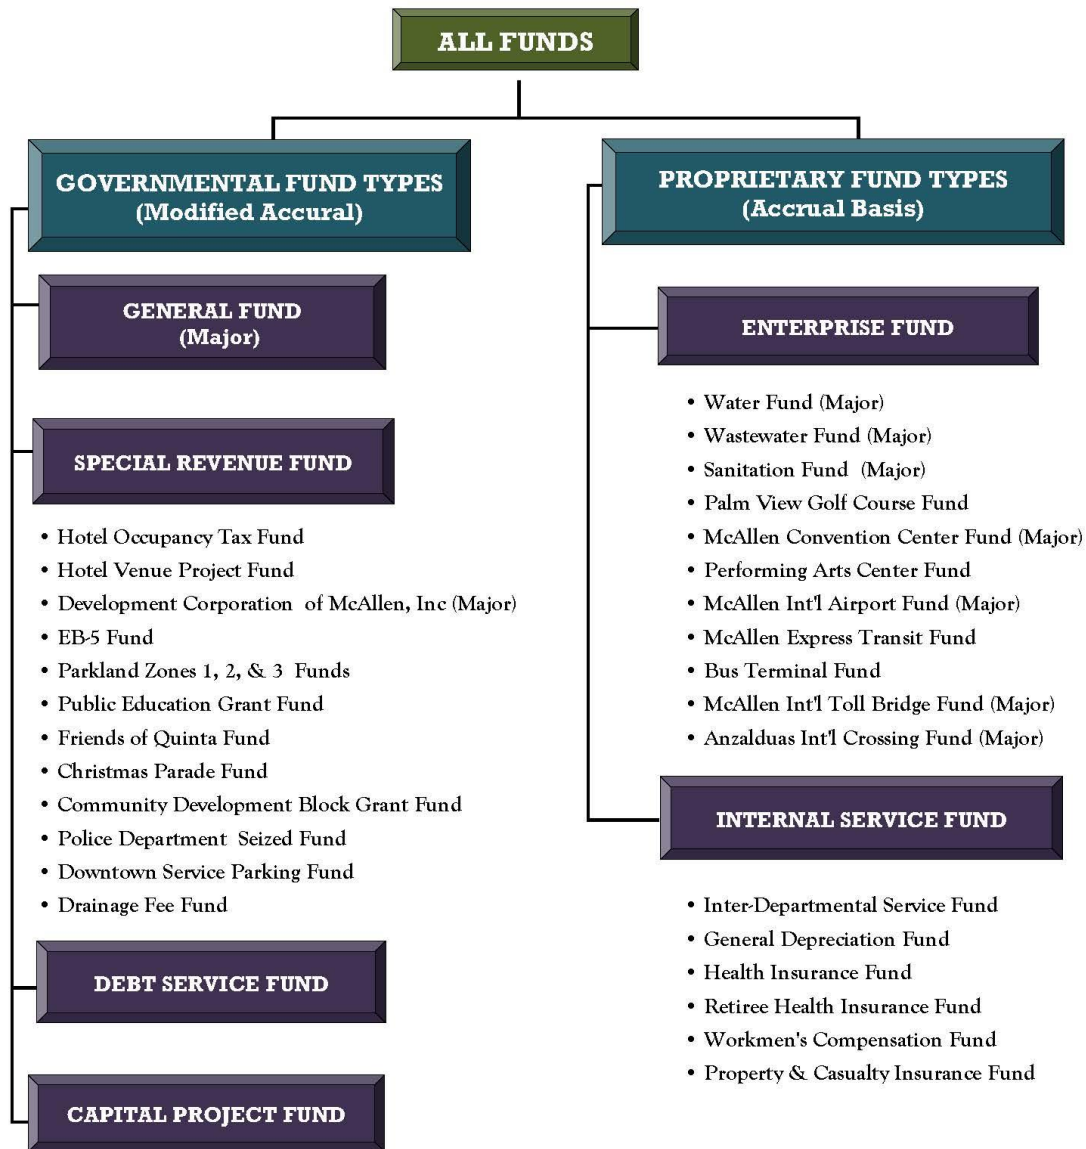 ALL FUNDS
GOVERNMENTAL FUND TYPES
(Modified Accural)
GENERAL FUND
(Major)
SPECIAL REVENUE FUND
• Hotel Occupancy Tax Fund
• Hotel Venue Project Fund
• Development Corporation of McAllen, Inc (Major)
• EB-5 Fund
• Parkland Zones 1, 2, & 3 Funds
• Public Education Grant Fund
• Friends of Quinta Fund
• Christmas Parade Fund
• Community Development Block Grant Fund
• Police Department Seized Fund
• Downtown Service Parking Fund
• Drainage Fee Fund
DEBT SERVICE FUND
CAPITAL PROJECT FUND
PROPRIETARY FUND TYPES
(Accrual Basis)
ENTERPRISE FUND
• Water Fund (Major)
• Wastewater Fund (Major)
• Sanitation Fund (Major)
• Palm View Golf Course Fund
• McAllen Convention Center Fund (Major)
• Performing Arts Center Fund
• McAllen Int'l Airport Fund (Major)
• McAllen Express Transit Fund
• Bus Terminal Fund
• McAllen Int'l Toll Bridge Fund (Major)
• Anzalduas Int'l Crossing Fund (Major)
INTERNAL SERVICE FUND
• Inter-Departmental Service Fund
• General Depreciation Fund
• Health Insurance Fund
• Retiree Health Insurance Fund
• Workmen's Compensation Fund
• Property & Casualty Insurance Fund